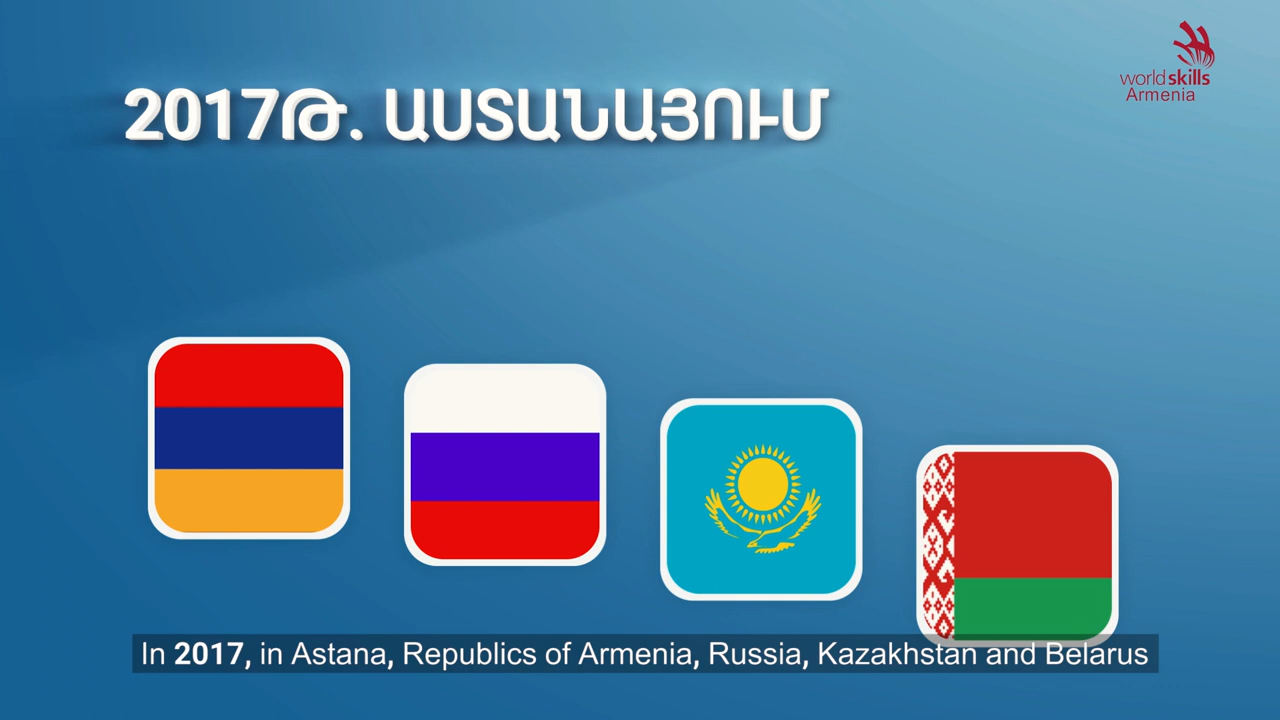 2017Թ. ԱՍՏԱՆԱՅՈՒՄ
worldskills
Armenia
In 2017, in Astana, Republics of Armenia, Russia, Kazakhstan and Belarus